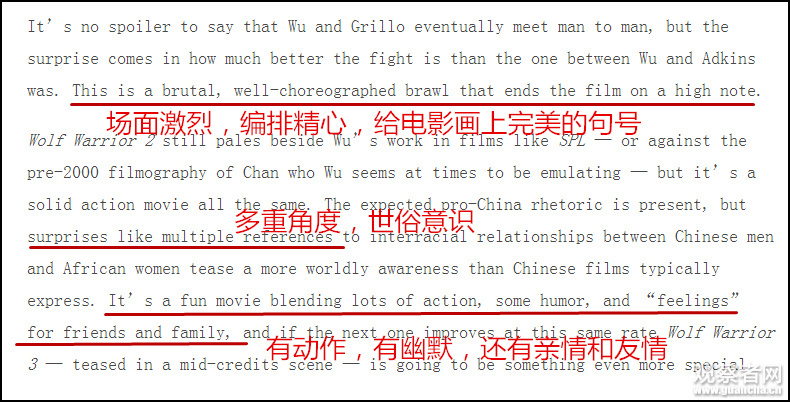 It's no spoiler to say that Wu and Grillo eventually meet man to man, but the
surprise comes in how much better the fight is than the one between Wu and Adkins
was. This is a brutal, well-choreographed brawl that ends the film on a high note.
场面激烈，编排精心，给电影画上完美的句号
Wolf Warrior 2 still pales beside Wu's work in films like SPL — or against the
pre-2000 filmography of Chan who Wu seems at times to be emulating — but it's a
solid action movie all the same. The expected pro-China rhetoric is present, but
多重角度，世俗意识
surprises like multiple references to interracial relationships between Chinese men
and African women tease a more worldly awareness than Chinese films typically
express. It's a fun movie blending lots of action, some humor, and “feelings”
for friends and family, and if the next one improves at this same rate Wolf Warrior
有动作，有幽默，还有亲情和友情
3 — teased in a mid-credits scene — is going to be something even more special.
观察者网
www.guancha.cn